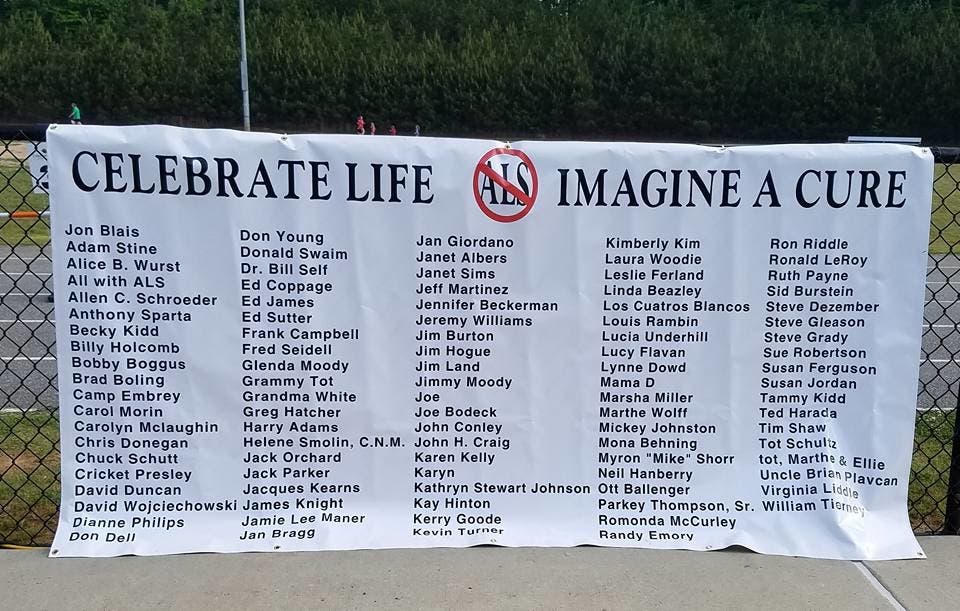 CELEBRATE LIFE ALS IMAGINE A CURE
Jon Blais
Adam Stine
Alice B. Wurst
All with ALS
Allen C. Schroeder
Anthony Sparta
Becky Kidd
Billy Holcomb
Bobby Boggus
Brad Boling
Camp Embrey
Carol Morin
Carolyn Mclaughin
Chris Donegan
Chuck Schutt
Cricket Presley
David Duncan
David Wojciechowski
Dianne Philips
Don Dell
Don Young
Donald Swaim
Dr. Bill Self
Ed Coppage
Ed James
Ed Sutter
Frank Campbell
Fred Seidell
Glenda Moody
Grammy Tot
Grandma White
Greg Hatcher
Harry Adams
Helene Smolin, C.N.M.
Jack Orchard
Jack Parker
Jacques Kearns
James Knight
Jamie Lee Maner
Jan Bragg
Jan Giordano
Janet Albers
Janet Sims
Jeff Martinez
Jennifer Beckerman
Jeremy Williams
Jim Burton
Jim Hogue
Jim Land
Jimmy Moody
Joe
Joe Bodeck
John Conley
John H. Craig
Karen Kelly
Karyn
Kathryn Stewart Johnson
Kay Hinton
Kerry Goode
Kevin Turner
Kimberly Kim
Laura Woodie
Leslie Ferland
Linda Beazley
Los Cuatros Blancos
Louis Rambin
Lucia Underhill
Lucy Flavan
Lynne Dowd
Mama D
Marsha Miller
Marthe Wolff
Mickey Johnston
Mona Behning
Myron "Mike" Shorr
Neil Hanberry
Ott Ballenger
Parkey Thompson, Sr.
Romonda McCurley
Randy Emory
Ron Riddle
Ronald LeRoy
Ruth Payne
Sid Burstein
Steve Dezember
Steve Gleason
Steve Grady
Sue Robertson
Susan Ferguson
Susan Jordan
Tammy Kidd
Ted Harada
Tim Shaw
Tot Schultz
tot, Marthe & Ellie
Uncle Brian Plavcan
Virginia Liddle
William Tierney